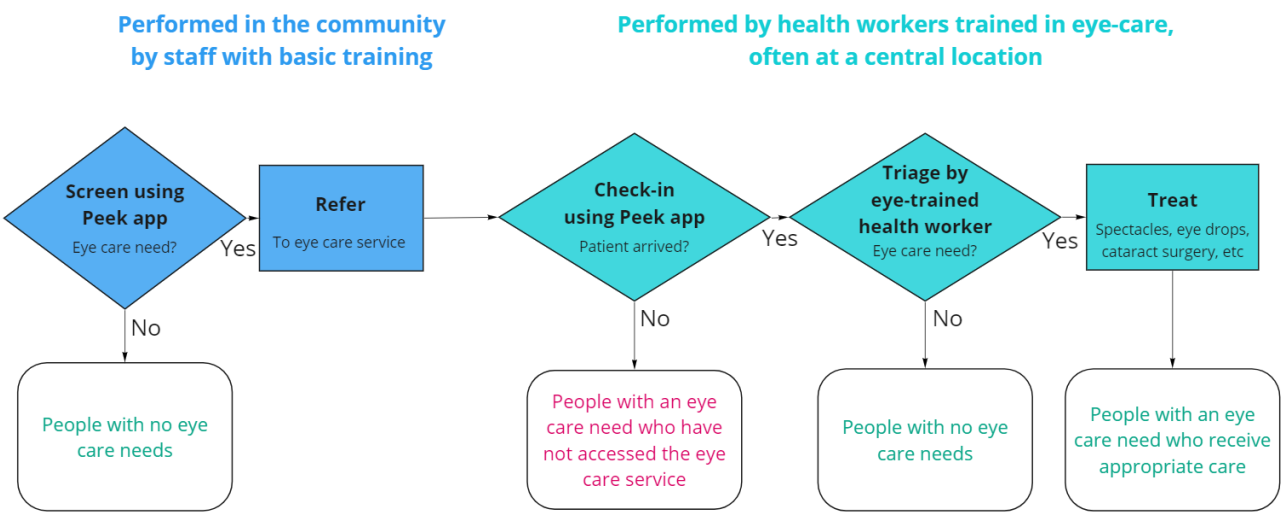 Performed in the community
by staff with basic training
Performed by health workers trained in eye-care,
often at a central location
Screen using
Peek app
Eye care need?
Yes
Refer
To eye care service
Check-in
using Peek app
Patient arrived?
Yes
Triage by
eye-trained
health worker
Eye care need?
Yes
Treat
Spectacles, eye drops,
cataract surgery, etc
No
No
No
People with no eye
care needs
People with an eye
care need who have
not accessed the eye
care service
People with no eye
care needs
People with an eye
care need who receive
appropriate care